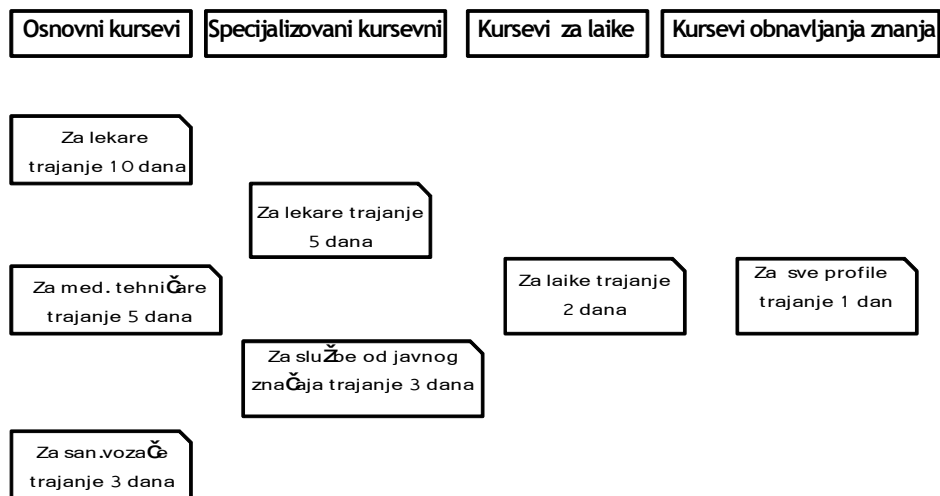 Osnovni kursevi
Specijalizovani kursevni
Kursevi za laike
Kursevi obnavljanja znanja
Za lekare
trajanje 10 dana
Za lekare trajanje
5 dana
Za med. tehničare
trajanje 5 dana
Za laike trajanje
2 dana
Za sve profile
trajanje 1 dan
Za službe od javnog
značaja trajanje 3 dana
Za san.vozače
trajanje 3 dana